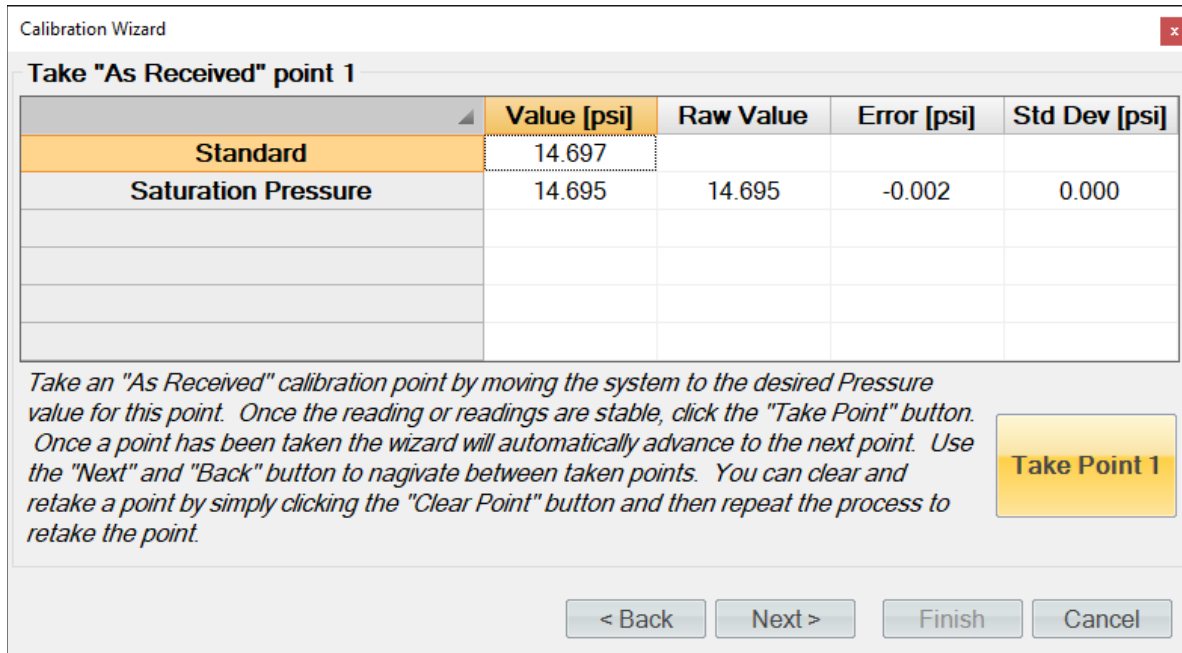 Calibration Wizard
x
Take "As Received" point 1
Value [psi] Raw Value Error [psi] Std Dev [psi]
Standard 14.697
Saturation Pressure 14.695 14.695 -0.002 0.000
Take an "As Received" calibration point by moving the system to the desired Pressure
value for this point. Once the reading or readings are stable, click the "Take Point" button.
Once a point has been taken the wizard will automatically advance to the next point. Use
the "Next" and "Back" button to nagivate between taken points. You can clear and
retake a point by simply clicking the "Clear Point" button and then repeat the process to
retake the point.
Take Point 1
< Back Next > Finish Cancel